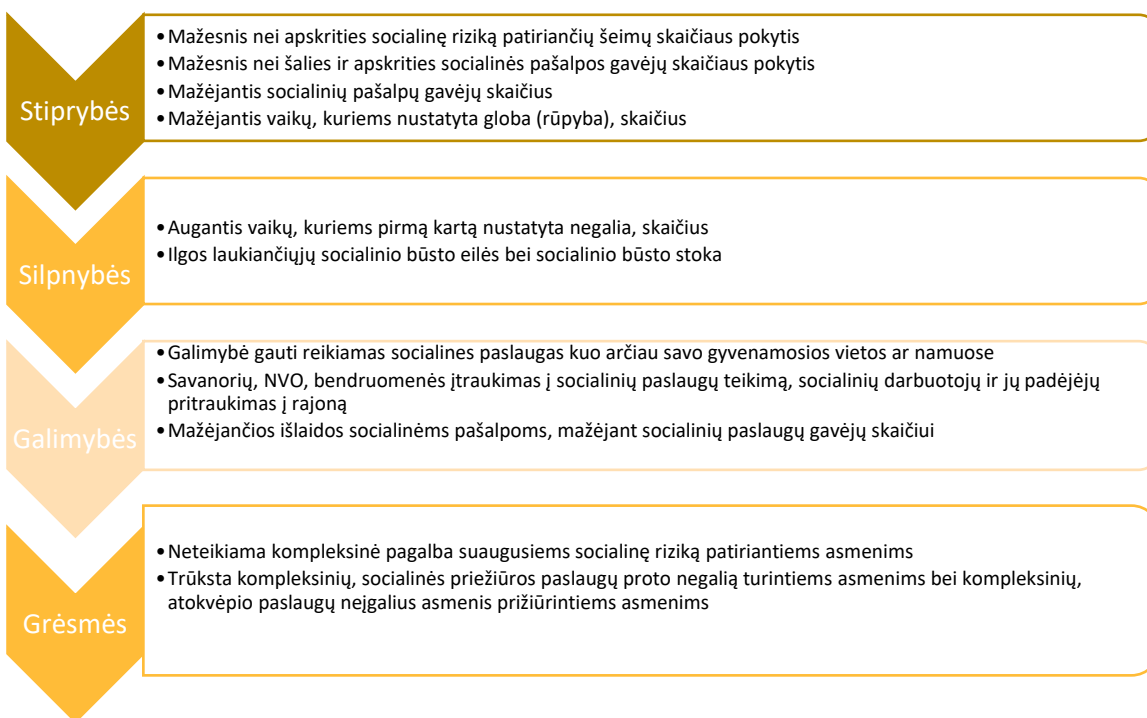 Stiprybės
•Mažesnis nei apskrities socialinę riziką patiriančių šeimų skaičiaus pokytis
•Mažesnis nei šalies ir apskrities socialinės pašalpos gavėjų skaičiaus pokytis
•Mažėjantis socialinių pašalpų gavėjų skaičius
•Mažėjantis vaikų, kuriems nustatyta globa (rūpyba), skaičius
Silpnybės
•Augantis vaikų, kuriems pirmą kartą nustatyta negalia, skaičius
•Ilgos laukiančiųjų socialinio būsto eilės bei socialinio būsto stoka
Galimybės
•Galimybė gauti reikiamas socialines paslaugas kuo arčiau savo gyvenamosios vietos ar namuose
•Savanorių, NVO, bendruomenės įtraukimas į socialinių paslaugų teikimą, socialinių darbuotojų ir jų padėjėjų
pritraukimas į rajoną
•Mažėjančios išlaidos socialinėms pašalpoms, mažėjant socialinių paslaugų gavėjų skaičiui
Grėsmės
•Neteikiama kompleksinė pagalba suaugusiems socialinę riziką patiriantiems asmenims
•Trūksta kompleksinių, socialinės priežiūros paslaugų proto negalią turintiems asmenims bei kompleksinių,
atokvėpio paslaugų neįgalius asmenis prižiūrintiems asmenims